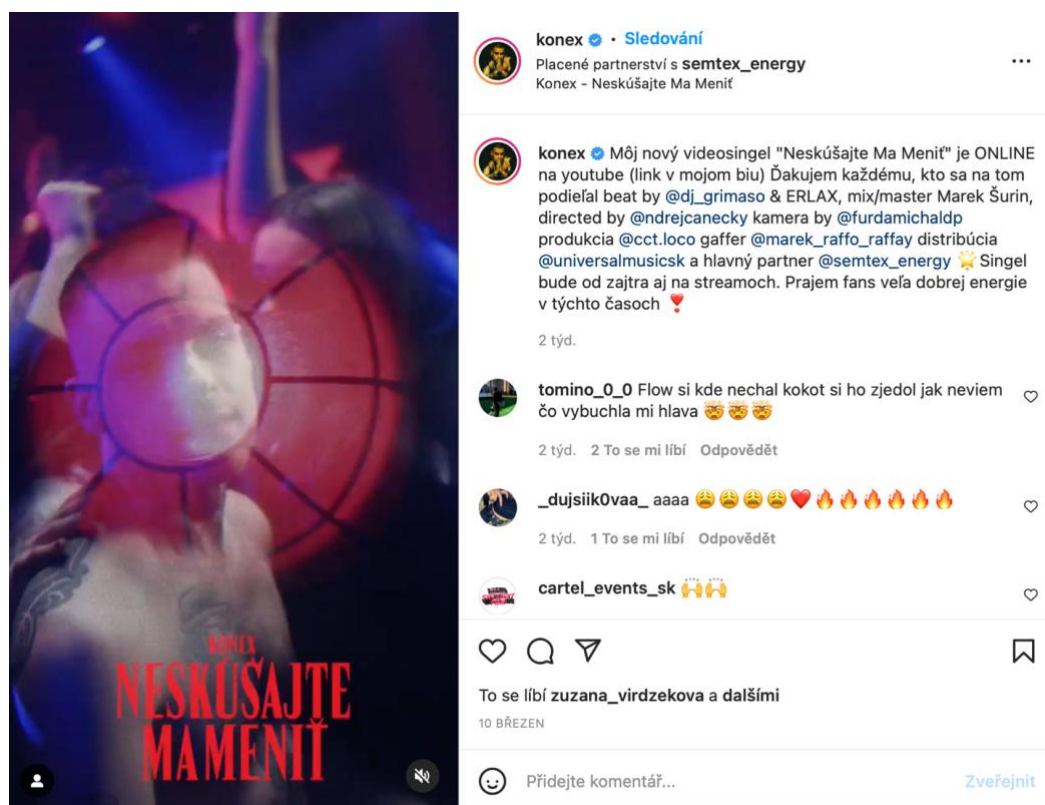 konex • Sledování
Placené partnerství s semtex_energy
Konex - Neskúšajte Ma Meniť
konex Môj nový videosingel "Neskúšajte Ma Meniť" je ONLINE
na youtube (link v mojom biu) Ďakujem každému, kto sa na tom
podieľal beat by @dj_grimaso & ERLAX, mix/master Marek Šurin,
directed by @ndrejcanecky kamera by @furdamichaldp
produkcia @cct.loco gaffer @marek_raffo_raffay distribúcia
@universalmusicsk a hlavný partner @semtex_energy 🌟Singel
bude od zajtra aj na streamoch. Prajem fans veľa dobrej energie
v týchto časoch ❣️
2 týd.
tomino_0_0 Flow si kde nechal kokot si ho zjedol jak neviem
čo vybuchla mi hlava 🤯🤯🤯
2 týd. 2 To se mi líbí Odpovědět
_dujsiik0vaa_ aaaa 😩😩😩😩❤️🔥🔥🔥🔥🔥🔥
2 týd. 1 To se mi líbí Odpovědět
cartel_events_sk 🙌🙌
To se líbí zuzana_virdzekova a dalšími
10 BŘEZEN
Přidejte komentář...
Zveřejnit
KONEX
NESKÚŠAJTE
MA MENIŤ